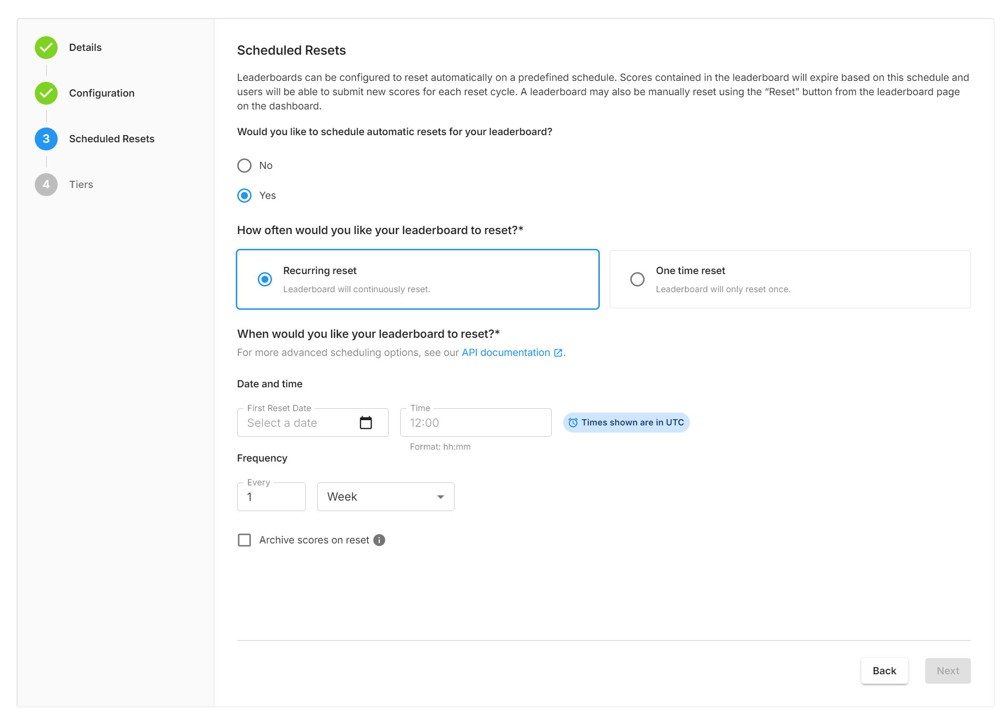 Details
Configuration
3
Scheduled Resets
4
Tiers
Scheduled Resets
Leaderboards can be configured to reset automatically on a predefined schedule. Scores contained in the leaderboard will expire based on this schedule and
users will be able to submit new scores for each reset cycle. A leaderboard may also be manually reset using the “Reset” button from the leaderboard page
on the dashboard.
Would you like to schedule automatic resets for your leaderboard?
No
Yes
How often would you like your leaderboard to reset?*
Recurring reset
Leaderboard will continuously reset.
One time reset
Leaderboard will only reset once.
When would you like your leaderboard to reset?*
For more advanced scheduling options, see our API documentation.
Date and time
First Reset Date
Select a date
Time
12:00
Format: hh:mm
Times shown are in UTC
Frequency
Every
1
Week
Archive scores on reset
Back
Next